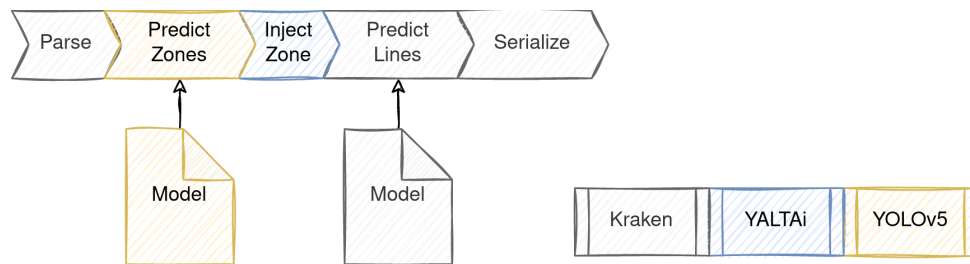 Parse
Predict
Zones
Inject
Zone
Predict
Lines
Serialize
Model
Model
Kraken
YALTAi
YOLOv5